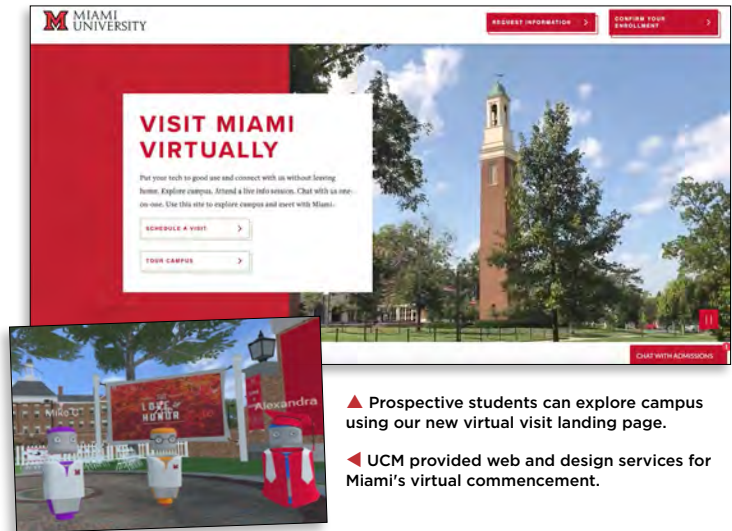 MIAMI
UNIVERSITY
REQUEST INFORMATION >
CONFIRM YOUR
ENROLLMENT >
VISIT MIAMI
VIRTUALLY
Put your tech to good use and connect with us without leaving
home. Explore campus. Attend a live info session. Chat with us one-
on-one. Use this site to explore campus and meet with Miami.
SCHEDULE A VISIT >
TOUR CAMPUS >
CHAT WITH ADMISSIONS
LOVE &
HONOR
Alexandra
▲ Prospective students can explore campus
using our new virtual visit landing page.
◀ UCM provided web and design services for
Miami's virtual commencement.